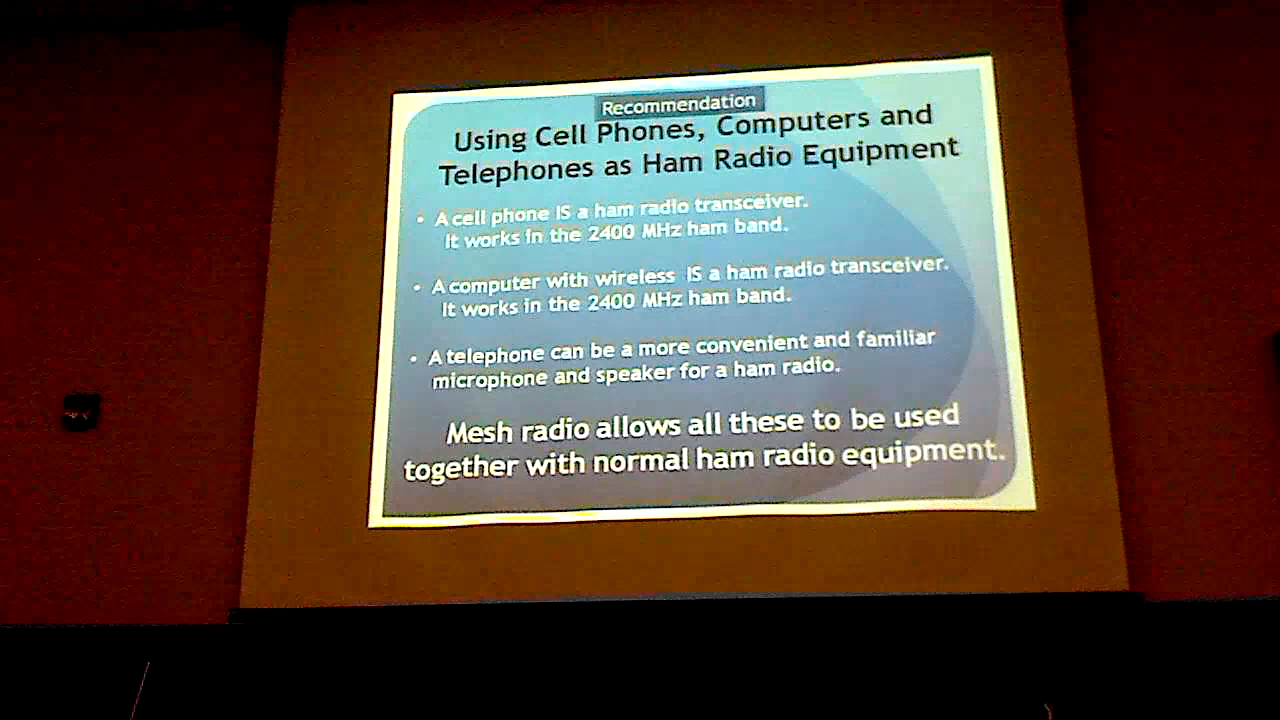 Recommendation
Using Cell Phones, Computers and
Telephones as Ham Radio Equipment
• A cell phone IS a ham radio transceiver.
It works in the 2400 MHz ham band.
• A computer with wireless IS a ham radio transceiver.
It works in the 2400 MHz ham band.
• A telephone can be a more convenient and familiar
microphone and speaker for a ham radio.
Mesh radio allows all these to be used
together with normal ham radio equipment.